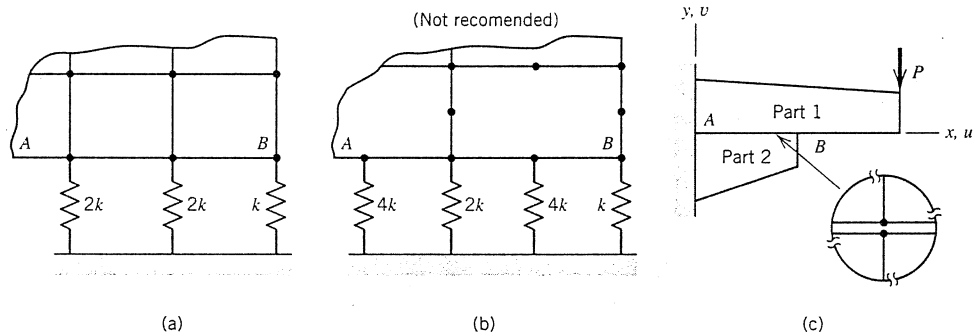 (Not recomended)
A
B
2k
2k
k
(a)
A
B
4k
2k
4k
k
(b)
y, v
P
Part 1
A
x, u
Part 2
B
(c)